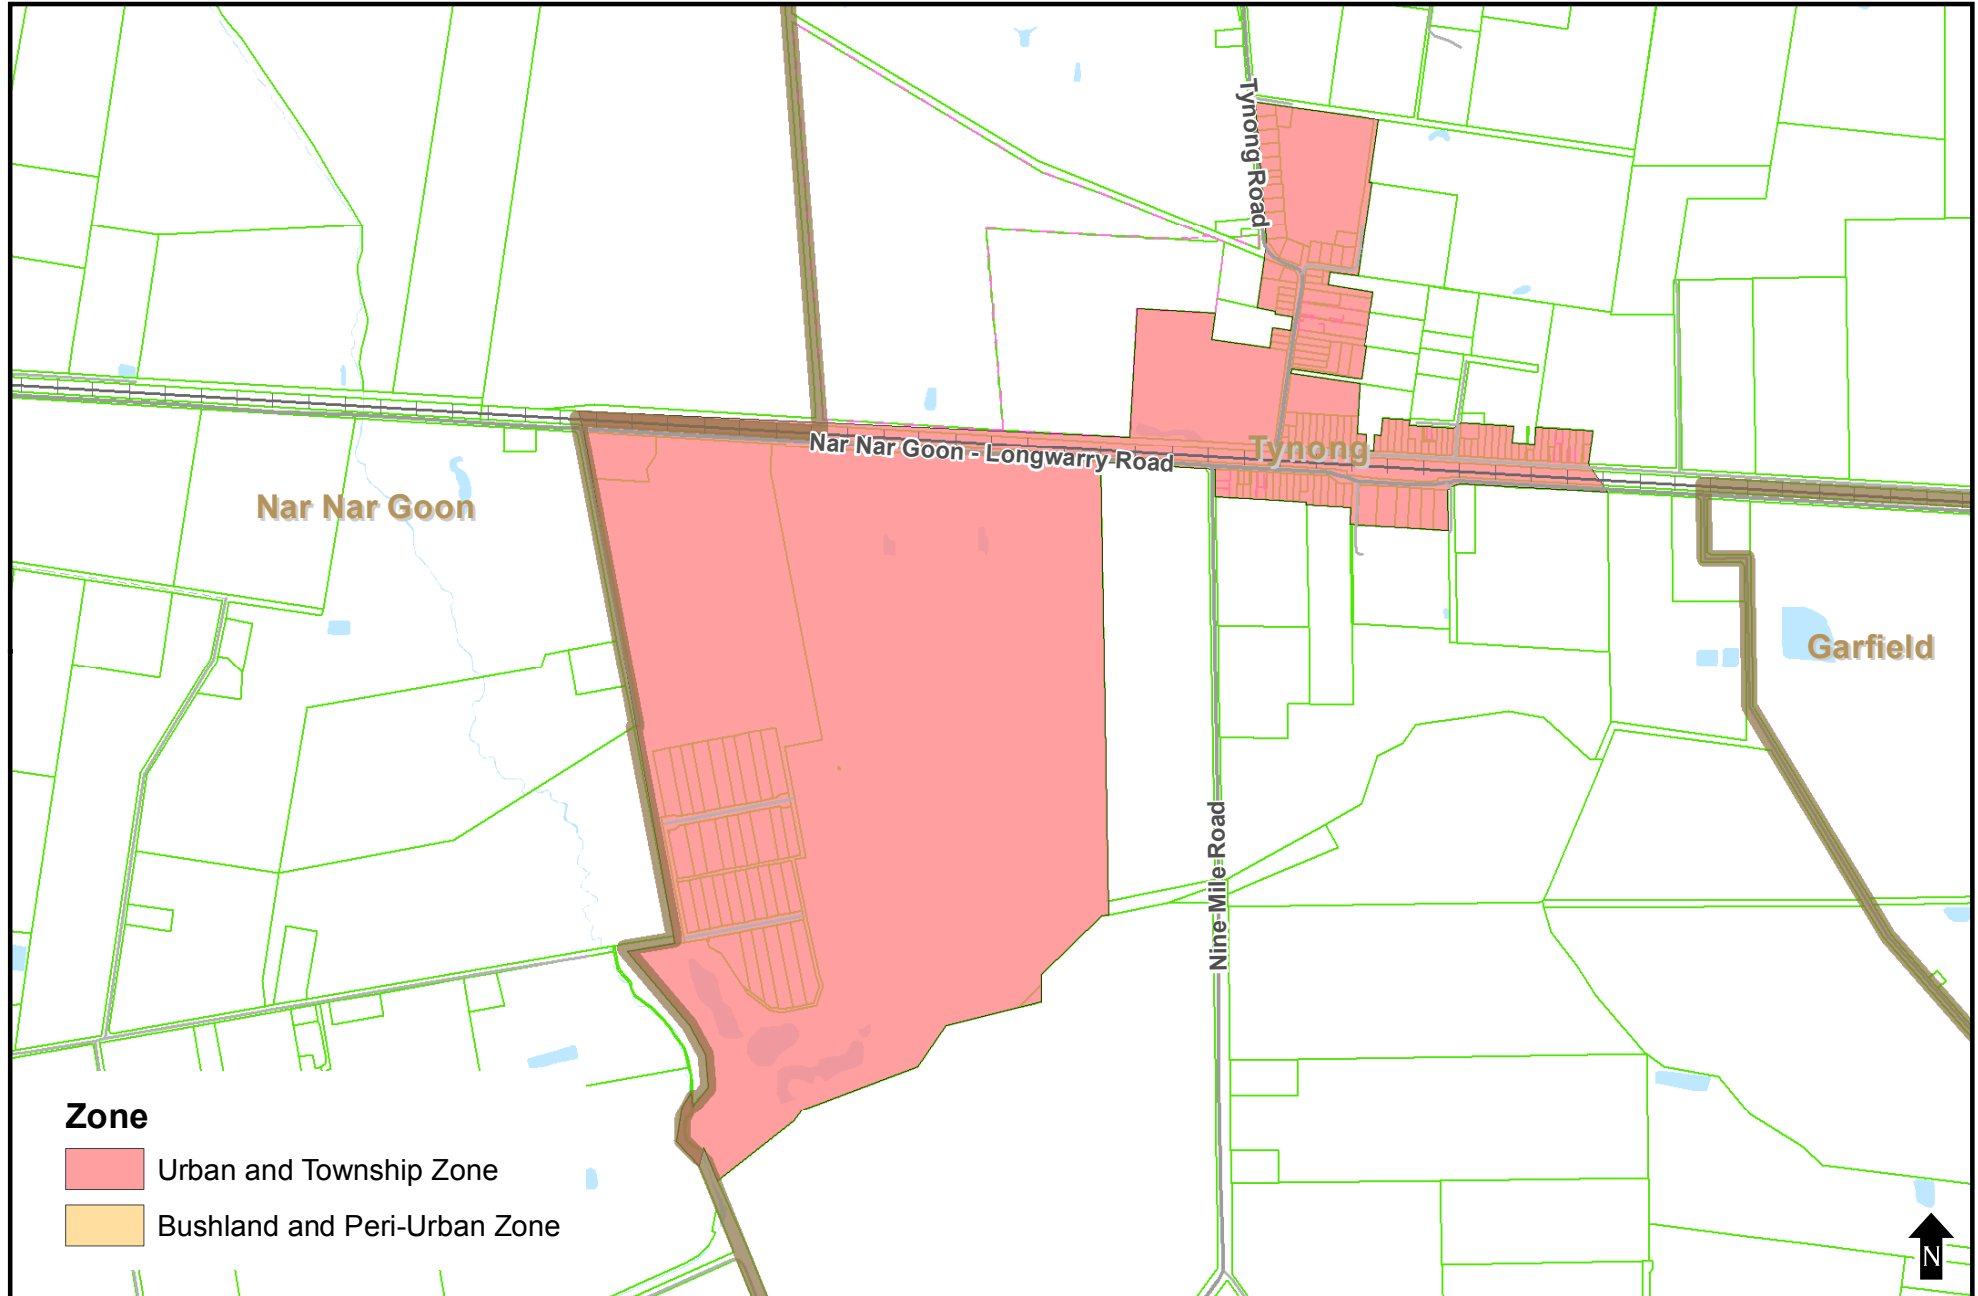 Tynong Road
Nar Nar Goon - Longwarry Road
Tynong
Nar Nar Goon
Garfield
Nine Mile Road
Zone
Urban and Township Zone
Bushland and Peri-Urban Zone
N